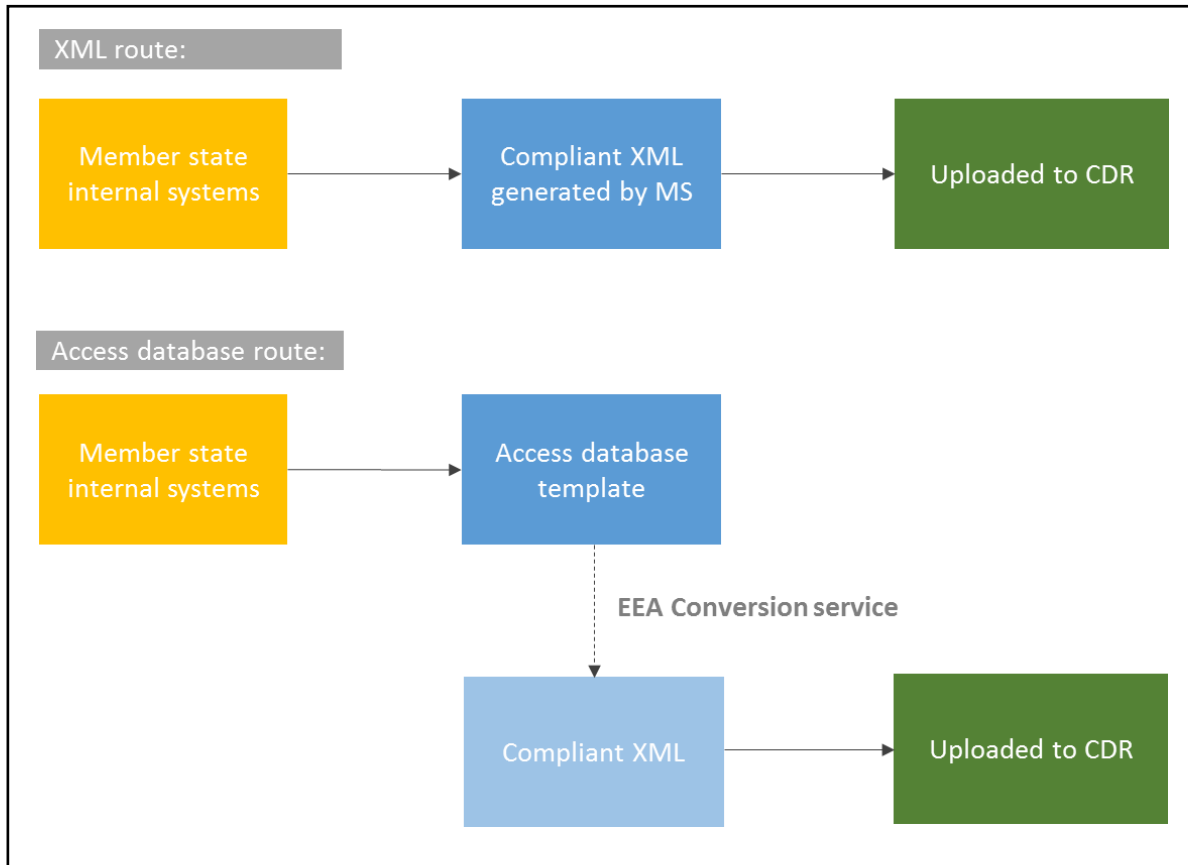 XML route:
Member state
internal systems
Compliant XML
generated by MS
Uploaded to CDR
Access database route:
Member state
internal systems
Access database
template
EEA Conversion service
Compliant XML
Uploaded to CDR